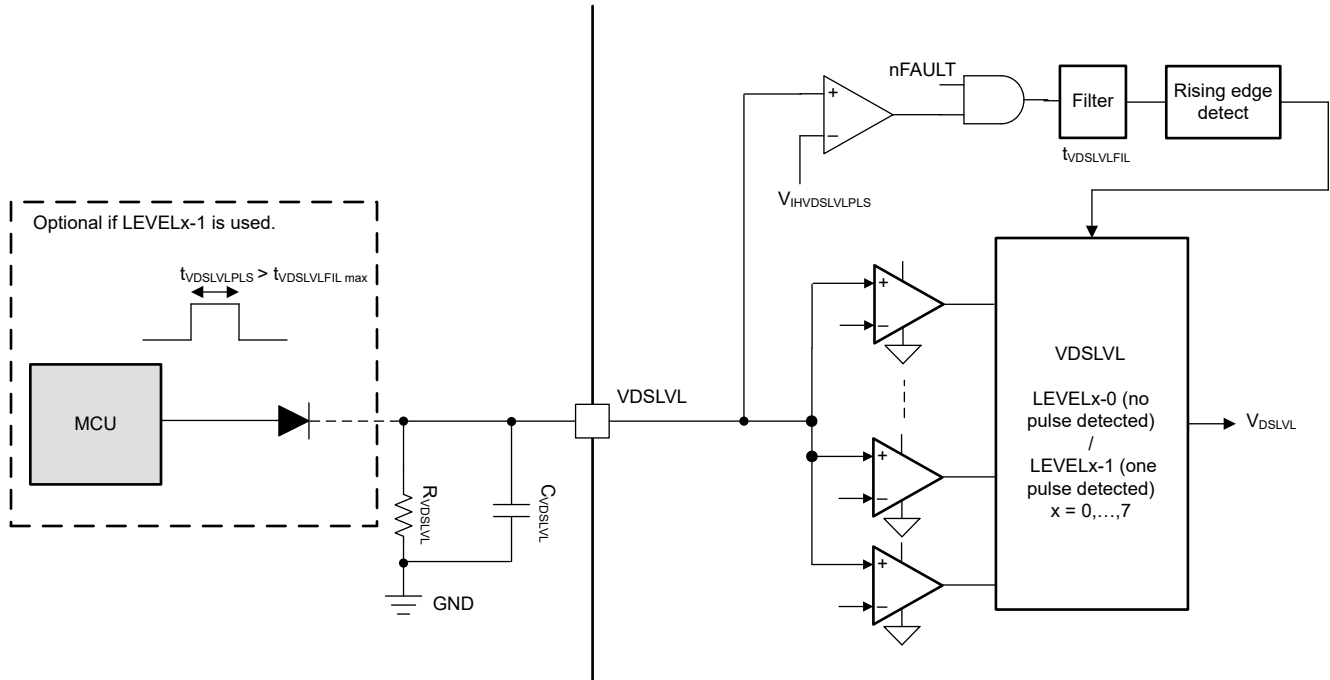 Optional if LEVELx-1 is used.
tVDSLVLPLS > tVDSLVLFIL max
MCU
RVDSLVL
CVDSLVL
GND
VDSLVL
nFAULT
+
−
VIHVDSLVLPLS
Filter
tVDSLVLFIL
Rising edge
detect
+
−
+
−
+
−
VDSLVL
LEVELx-0 (no
pulse detected)
/
LEVELx-1 (one
pulse detected)
x = 0,…,7
VDSLVL